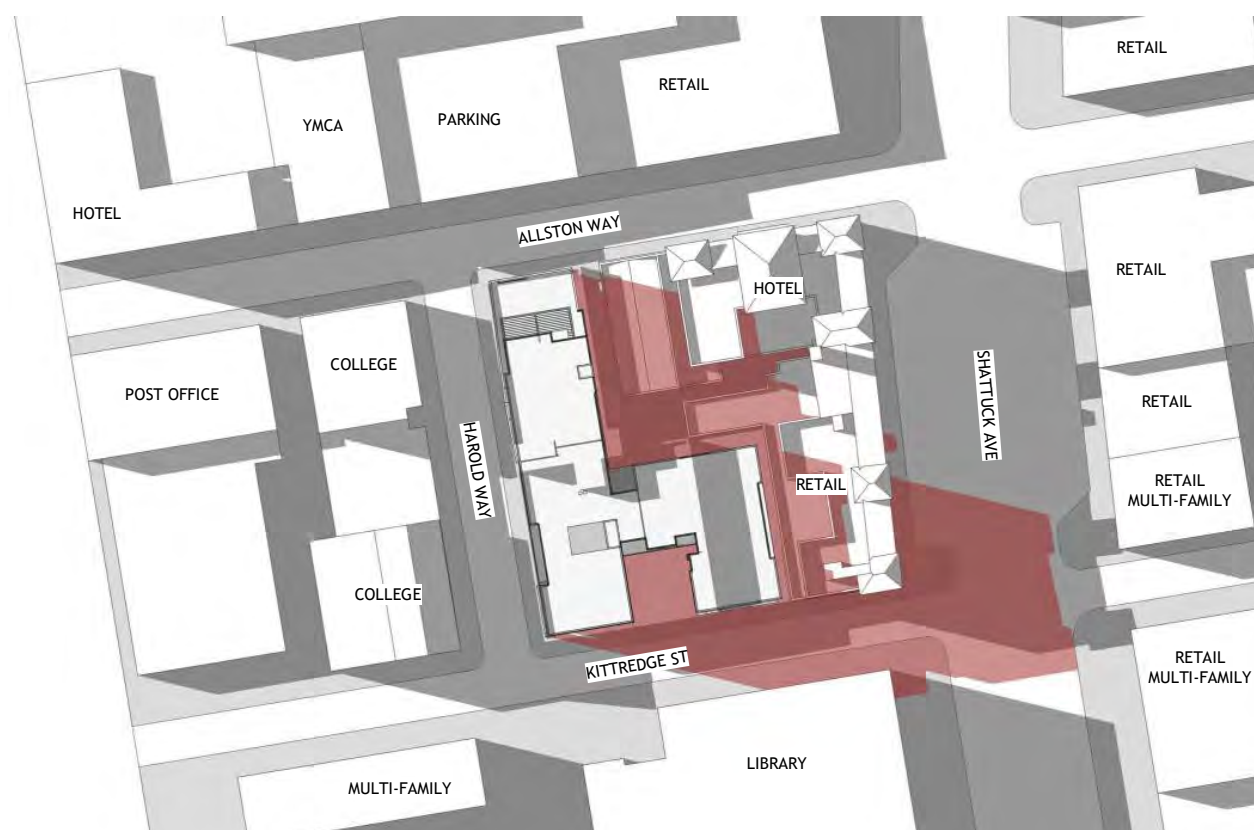 RETAIL
RETAIL
PARKING
YMCA
HOTEL
ALLSTON WAY
RETAIL
HOTEL
COLLEGE
POST OFFICE
SHATTUCK AVE
RETAIL
HAROLD WAY
RETAIL
RETAIL
MULTI-FAMILY
COLLEGE
KITTREDGE ST
RETAIL
MULTI-FAMILY
LIBRARY
MULTI-FAMILY